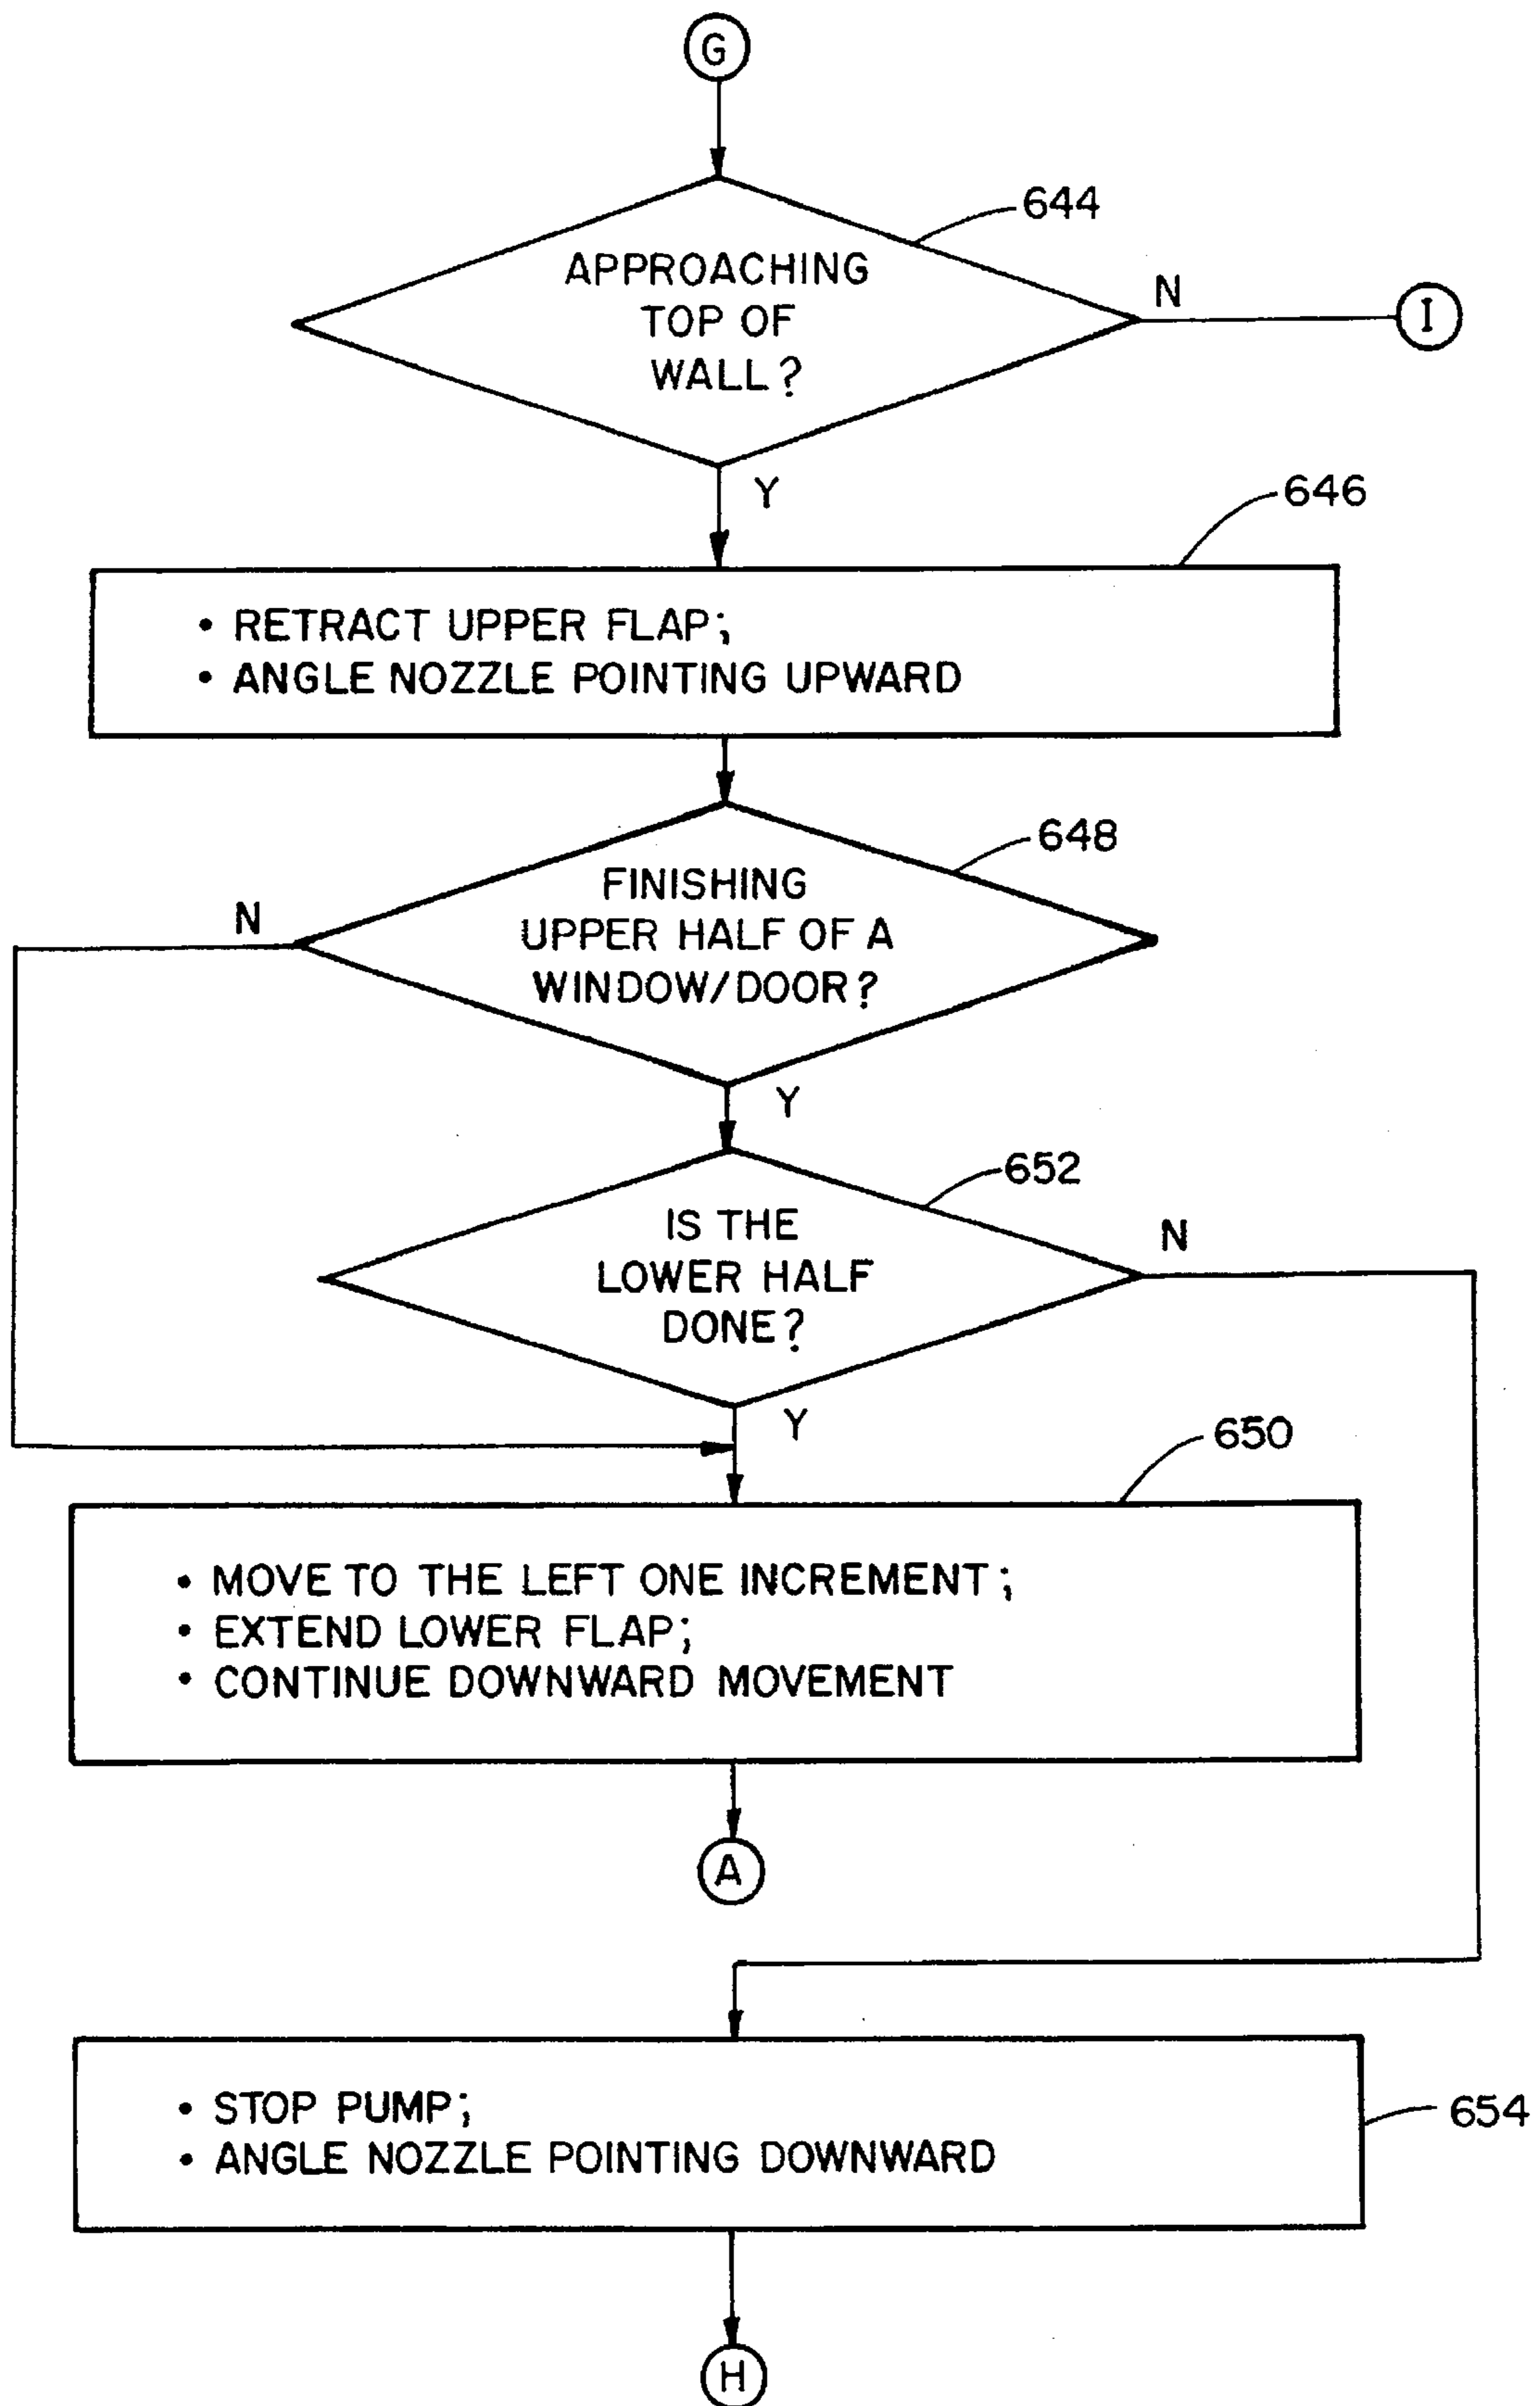 G
644
APPROACHING
TOP OF
WALL?
N
I
Y
646
• RETRACT UPPER FLAP;
• ANGLE NOZZLE POINTING UPWARD
648
FINISHING
UPPER HALF OF A
WINDOW/DOOR?
N
Y
652
IS THE
LOWER HALF
DONE?
N
Y
650
• MOVE TO THE LEFT ONE INCREMENT;
• EXTEND LOWER FLAP;
• CONTINUE DOWNWARD MOVEMENT
A
• STOP PUMP;
• ANGLE NOZZLE POINTING DOWNWARD
654
H